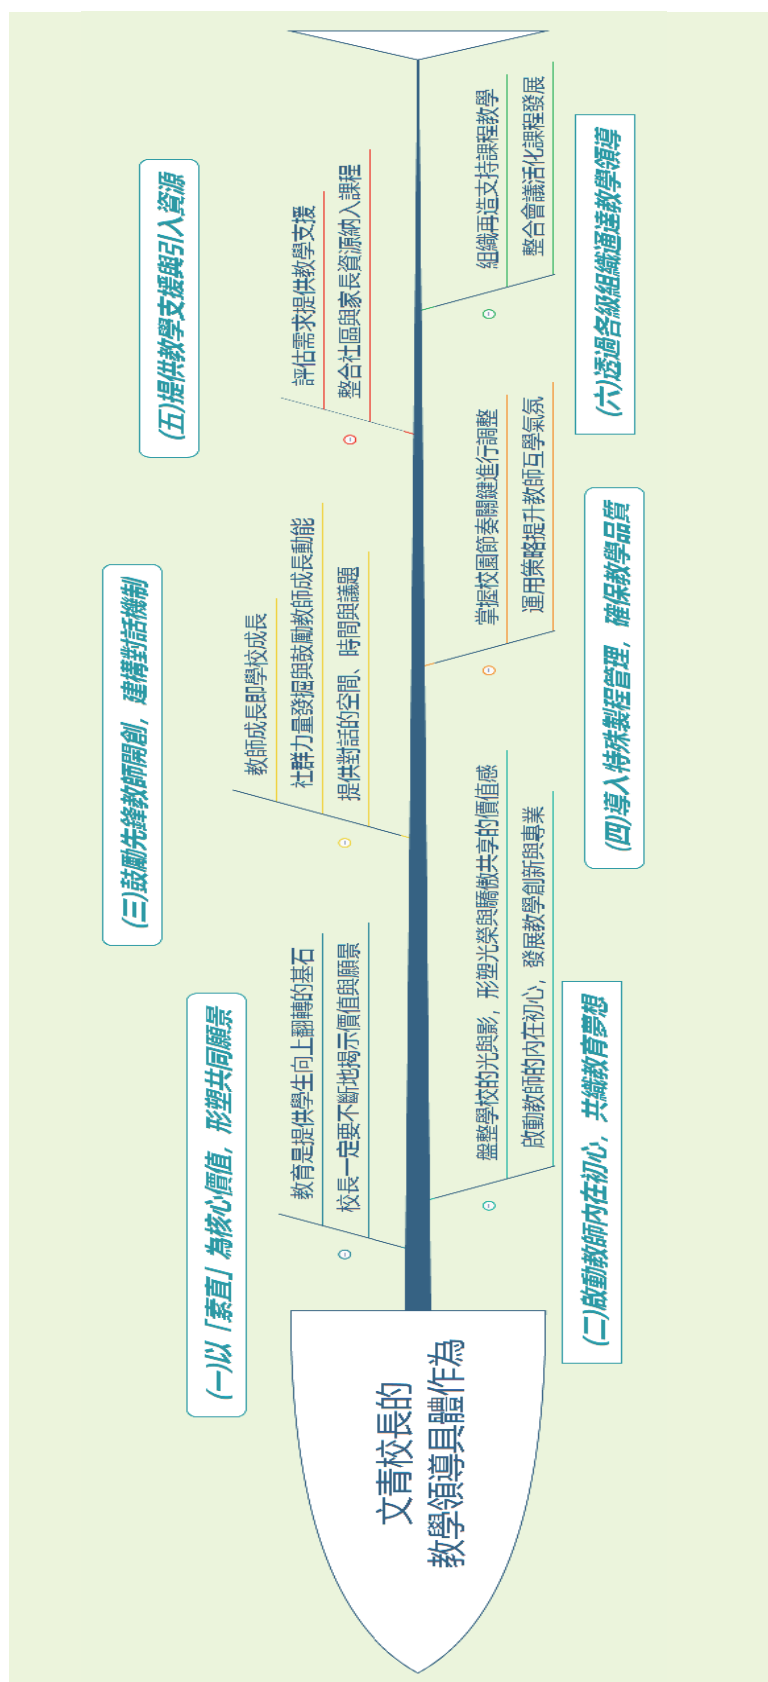 文青校長的
教學領導具體作為
(一)以「素直」為核心價值，形塑共同願景
教育是提供學生向上翻轉的基石
校長一定要不斷地揭示價值與願景
(二)啟動教師內在初心，共織教育夢想
盤整學校的光與影，形塑光榮與驕傲共享的價值感
啟動教師的內在初心，發展教學創新與專業
(三)鼓勵先鋒教師開創，建構對話機制
教師成長即學校成長
社群力量發掘與鼓勵教師成長動能
提供對話的空間、時間與議題
(四)導入特殊製程管理，確保教學品質
掌握校園節奏關鍵進行調整
運用策略提升教師互學氣氛
(五)提供教學支援與引入資源
評估需求提供教學支援
整合社區與家長資源納入課程
(六)透過各級組織通達教學領導
組織再造支持課程教學
整合會議活化課程發展